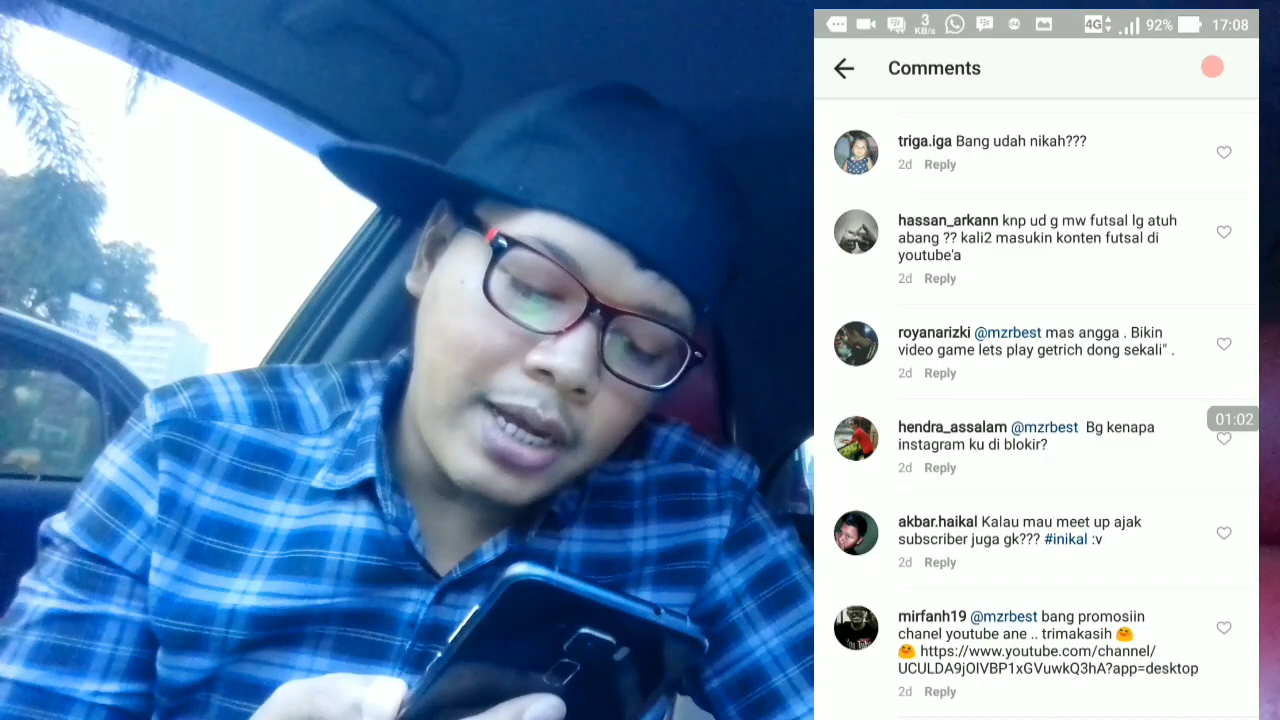 3
KB/s
4G
92%
17:08
Comments
triga.iga Bang udah nikah???
2d Reply
hassan_arkann knp ud g mw futsal lg atuh
abang ?? kali2 masukin konten futsal di
youtube'a
2d Reply
royanarizki @mzrbest mas angga . Bikin
video game lets play getrich dong sekali" .
2d Reply
01:02
hendra_assalam @mzrbest Bg kenapa
instagram ku di blokir?
2d Reply
akbar.haikal Kalau mau meet up ajak
subscriber juga gk??? #inikal :v
2d Reply
mirfanh19 @mzrbest bang promosiin
chanel youtube ane .. trimakasih 🤗
🤗 https://www.youtube.com/channel/
UCULDA9jOlVBP1xGVuwkQ3hA?app=desktop
2d Reply